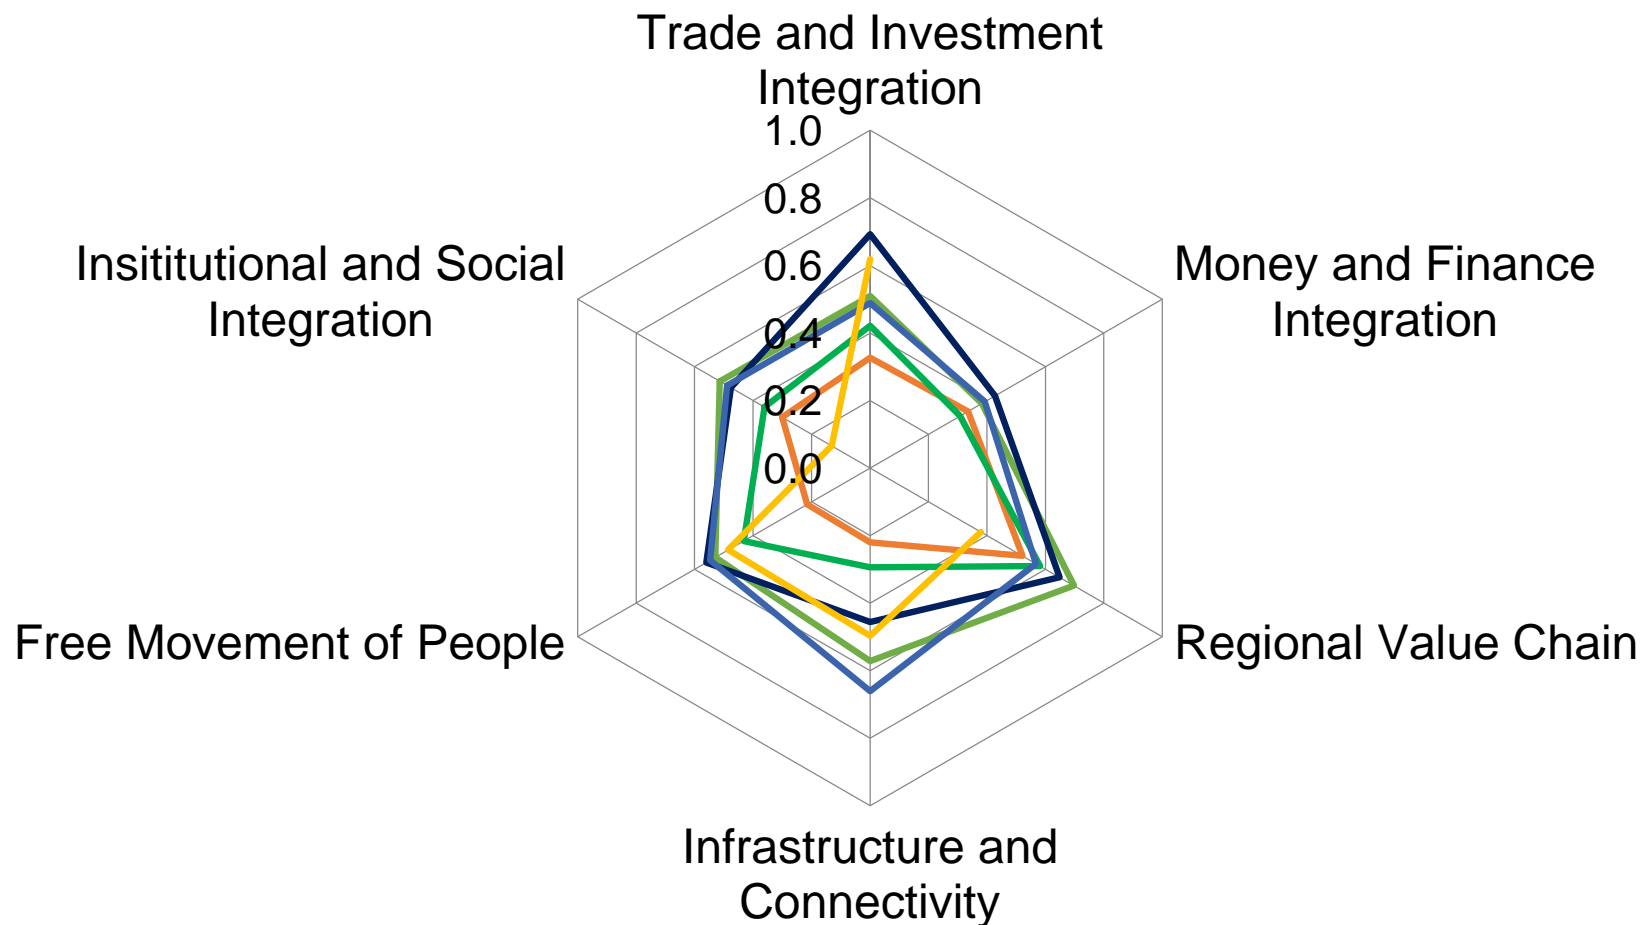 Trade and Investment
Integration
1.0
0.8
0.6
0.4
0.2
0.0
Insititutional and Social
Integration
Money and Finance
Integration
Free Movement of People
Regional Value Chain
Infrastructure and
Connectivity